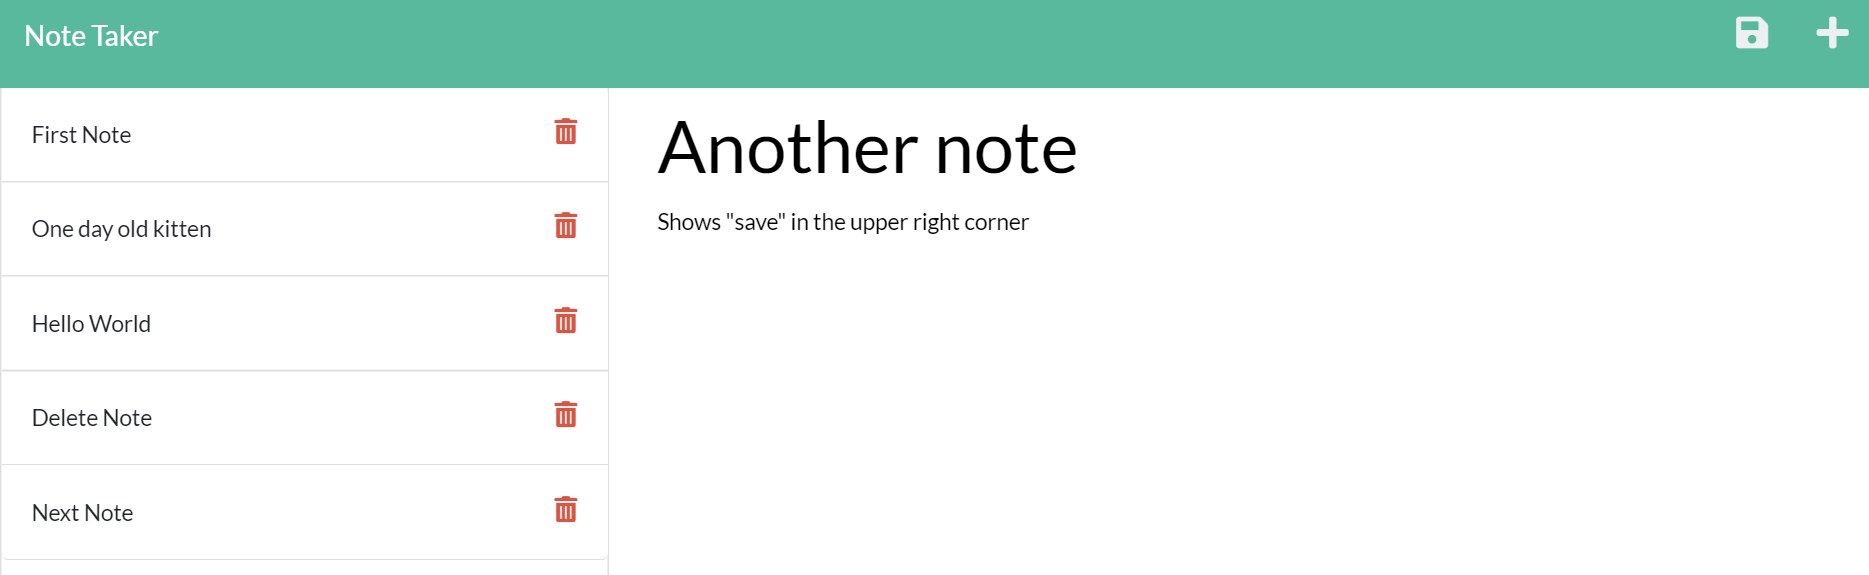 Note Taker
First Note
One day old kitten
Hello World
Delete Note
Next Note
Another note
Shows "save" in the upper right corner